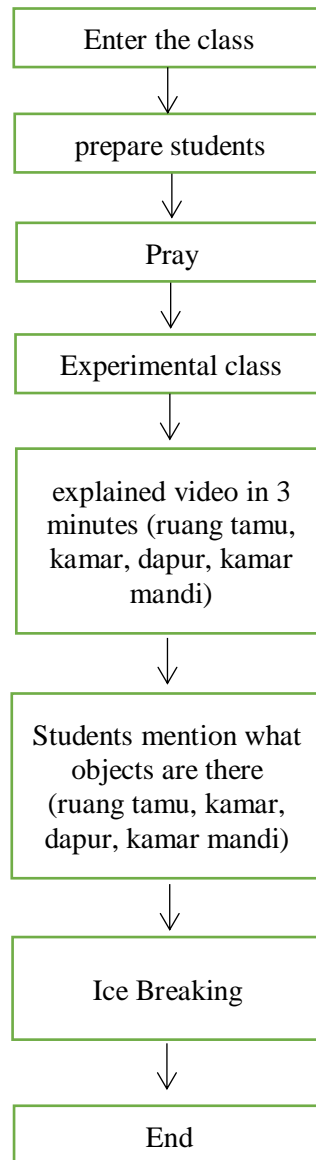 Enter the class
prepare students
Pray
Experimental class
explained video in 3
minutes (ruang tamu,
kamar, dapur, kamar
mandi)
Students mention what
objects are there
(ruang tamu, kamar,
dapur, kamar mandi)
Ice Breaking
End